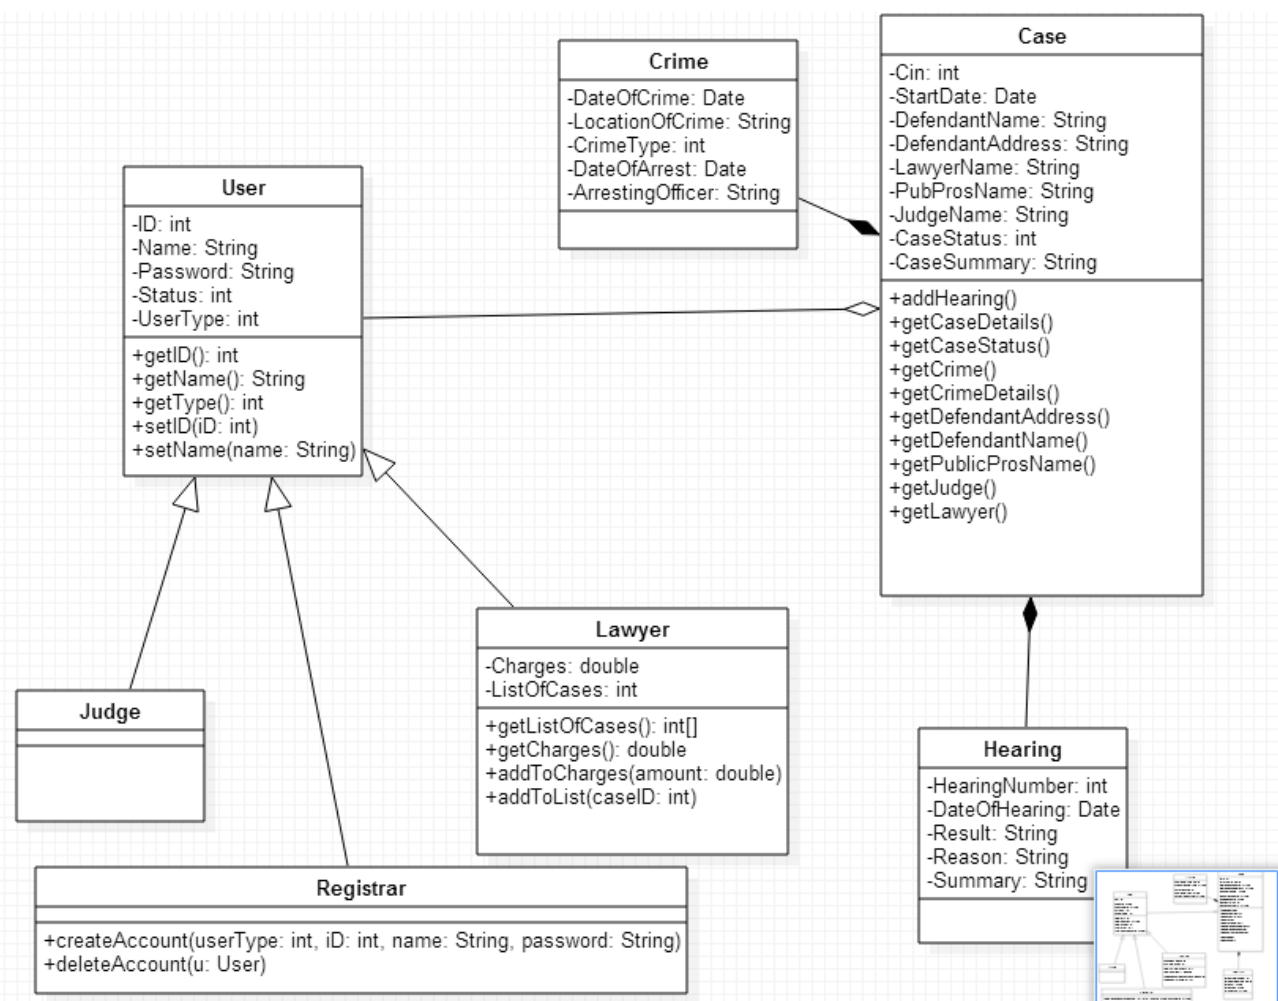 Case
-Cin: int
-StartDate: Date
-DefendantName: String
-DefendantAddress: String
-LawyerName: String
-PubProsName: String
-JudgeName: String
-CaseStatus: int
-CaseSummary: String
+addHearing()
+getCaseDetails()
+getCaseStatus()
+getCrime()
+getCrimeDetails()
+getDefendantAddress()
+getDefendantName()
+getPublicProsName()
+getJudge()
+getLawyer()
Crime
-DateOfCrime: Date
-LocationOfCrime: String
-CrimeType: int
-DateOfArrest: Date
-ArrestingOfficer: String
User
-ID: int
-Name: String
-Password: String
-Status: int
-UserType: int
+getID(): int
+getName(): String
+getType(): int
+setID(iD: int)
+setName(name: String)
Lawyer
-Charges: double
-ListOfCases: int
+getListOfCases(): int[]
+getCharges(): double
+addToCharges(amount: double)
+addToList(caseID: int)
Judge
Hearing
-HearingNumber: int
-DateOfHearing: Date
-Result: String
-Reason: String
-Summary: String
Registrar
+createAccount(userType: int, iD: int, name: String, password: String)
+deleteAccount(u: User)